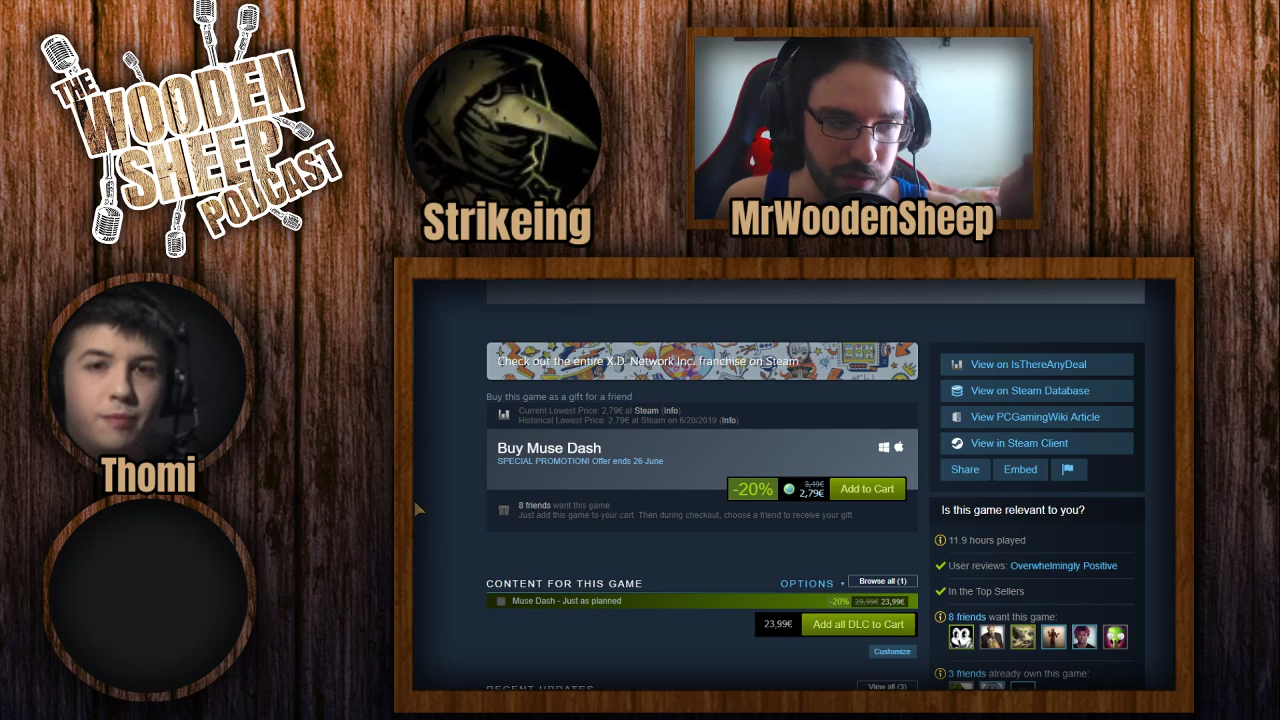 THE
WOODEN
SHEEP
PODCAST
Strikeing
MrWoodenSheep
Thomi
Check out the entire X.D. Network Inc. franchise on Steam
Buy this game as a gift for a friend
Current Lowest Price: 2,79€ at Steam (Info)
Historical Lowest Price: 2,79€ at Steam on 6/20/2019 (Info)
Buy Muse Dash
SPECIAL PROMOTION! Offer ends 26 June
-20%
3,49€
2,79€
Add to Cart
8 friends want this game.
Just add this game to your cart. Then during checkout, choose a friend to receive your gift.
CONTENT FOR THIS GAME
OPTIONS
Browse all (1)
Muse Dash - Just as planned
-20% 29,99€ 23,99€
23,99€ Add all DLC to Cart
Customize
RECENT UPDATES
View all (3)
View on IsThereAnyDeal
View on Steam Database
View PCGamingWiki Article
View in Steam Client
Share Embed
Is this game relevant to you?
11.9 hours played
User reviews: Overwhelmingly Positive
In the Top Sellers
8 friends want this game:
3 friends already own this game: